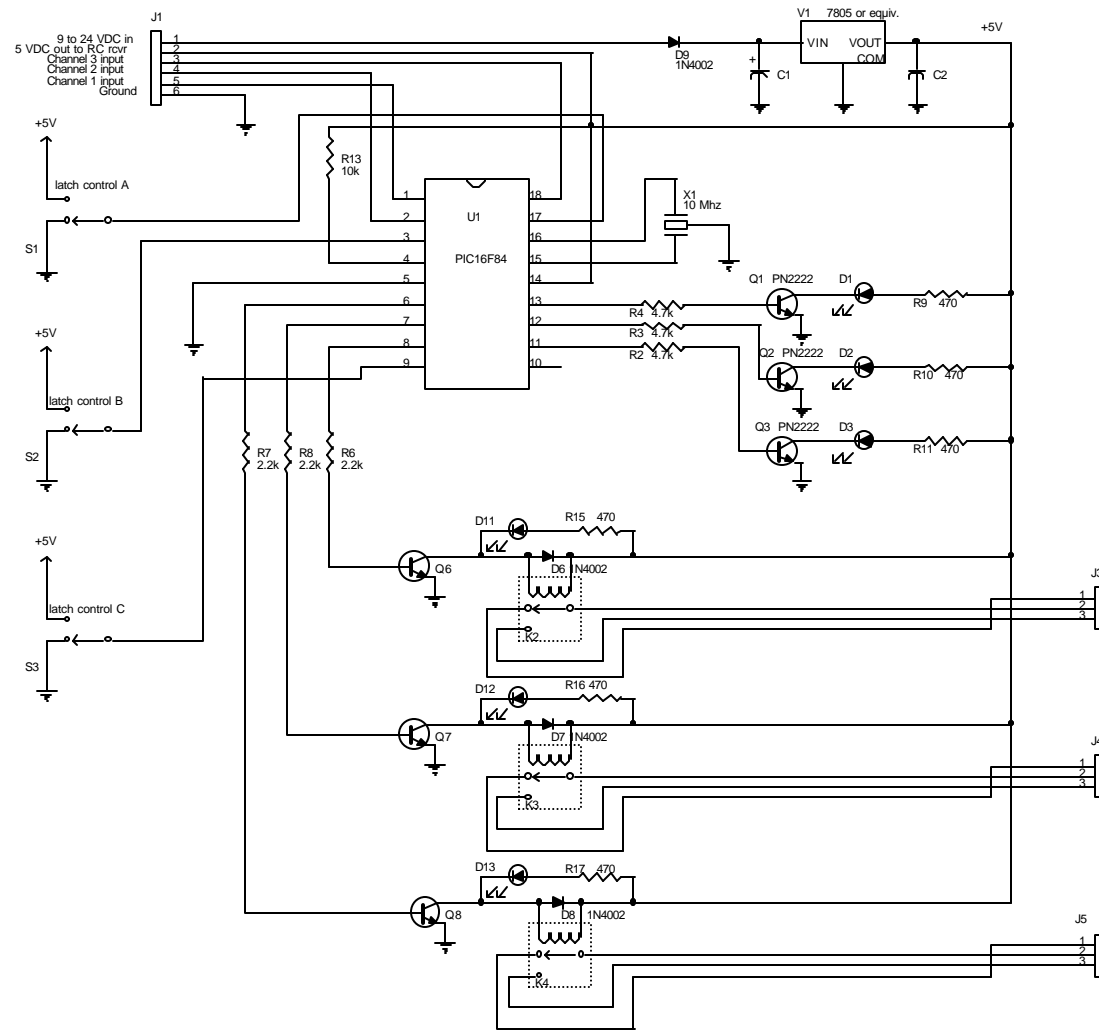 J1
9 to 24 VDC in
5 VDC out to RC rcvr
Channel 3 input
Channel 2 input
Channel 1 input
Ground
1
2
3
4
5
6
D9
1N4002
V1 7805 or equiv.
VIN VOUT
COM
+5V
+
C1
C2
+5V
latch control A
S1
R13
10k
U1
PIC16F84
1
2
3
4
5
6
7
8
9
18
17
16
15
14
13
12
11
10
X1
10 Mhz
R4 4.7k
R3 4.7k
R2 4.7k
Q1 PN2222
D1
R9 470
Q2 PN2222
D2
R10 470
Q3 PN2222
D3
R11 470
+5V
latch control B
S2
R7
2.2k
R8
2.2k
R6
2.2k
+5V
latch control C
S3
D11
R15 470
Q6
D6 1N4002
K2
J3
1
2
3
D12
R16 470
Q7
D7 1N4002
K3
J4
1
2
3
D13
R17 470
Q8
D8 1N4002
K4
J5
1
2
3